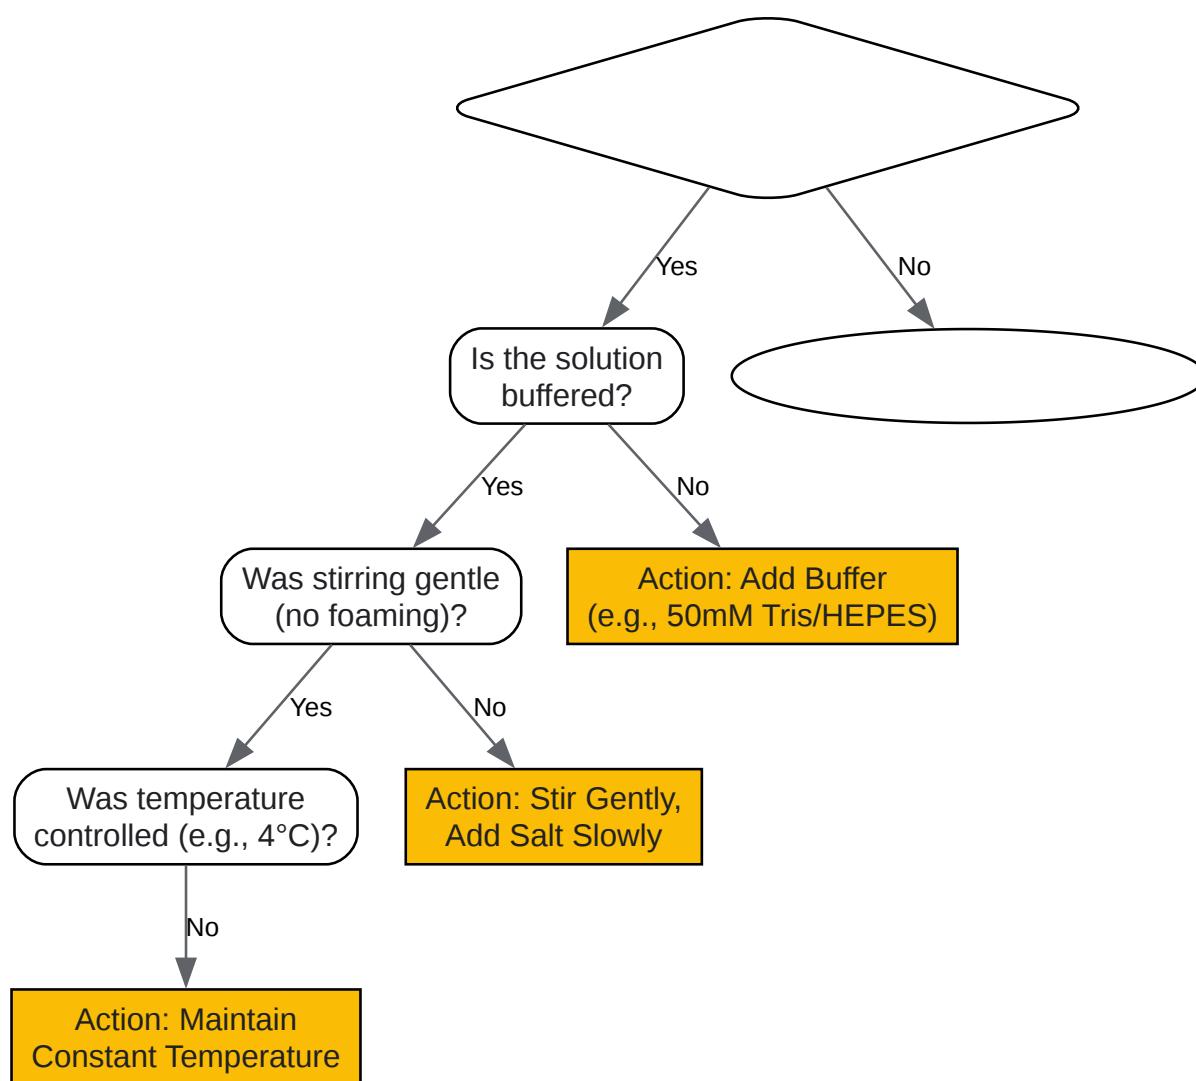 Yes
No
Is the solution
buffered?
Yes
No
Was stirring gentle
(no foaming)?
Action: Add Buffer
(e.g., 50mM Tris/HEPES)
Yes
No
Was temperature
controlled (e.g., 4°C)?
Action: Stir Gently,
Add Salt Slowly
No
Action: Maintain
Constant Temperature